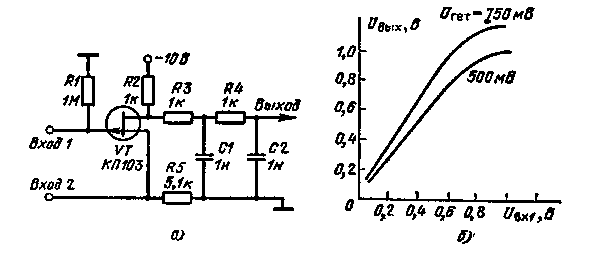 −10 В
R1
1М
R2
1к
R3
1к
R4
1к
Выход
Вход 1
VT
КП103
C1
1н
C2
1н
R5
5,1к
Вход 2
а)
Uвых, В
Uгет = 750 мВ
500 мВ
1,0
0,8
0,6
0,4
0,2
0
0,2 0,4 0,6 0,8 Uвх1, В
б)